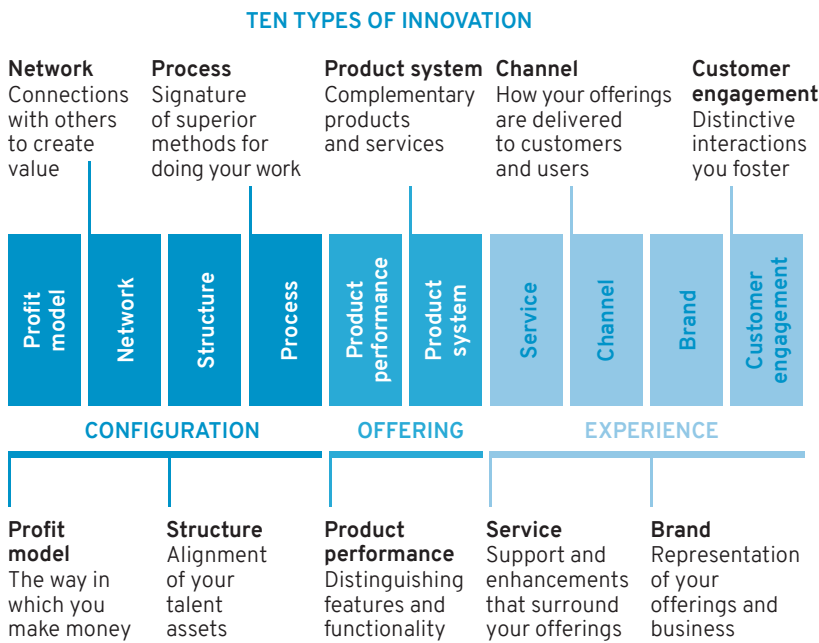 TEN TYPES OF INNOVATION
Network
Connections
with others
to create
value
Process
Signature
of superior
methods for
doing your work
Product system
Complementary
products
and services
Channel
How your offerings
are delivered
to customers
and users
Customer
engagement
Distinctive
interactions
you foster
Profit
model
Network
Structure
Process
Product
performance
Product
system
Service
Channel
Brand
Customer
engagement
CONFIGURATION
OFFERING
EXPERIENCE
Profit
model
The way in
which you
make money
Structure
Alignment
of your
talent
assets
Product
performance
Distinguishing
features and
functionality
Service
Support and
enhancements
that surround
your offerings
Brand
Representation
of your
offerings and
business